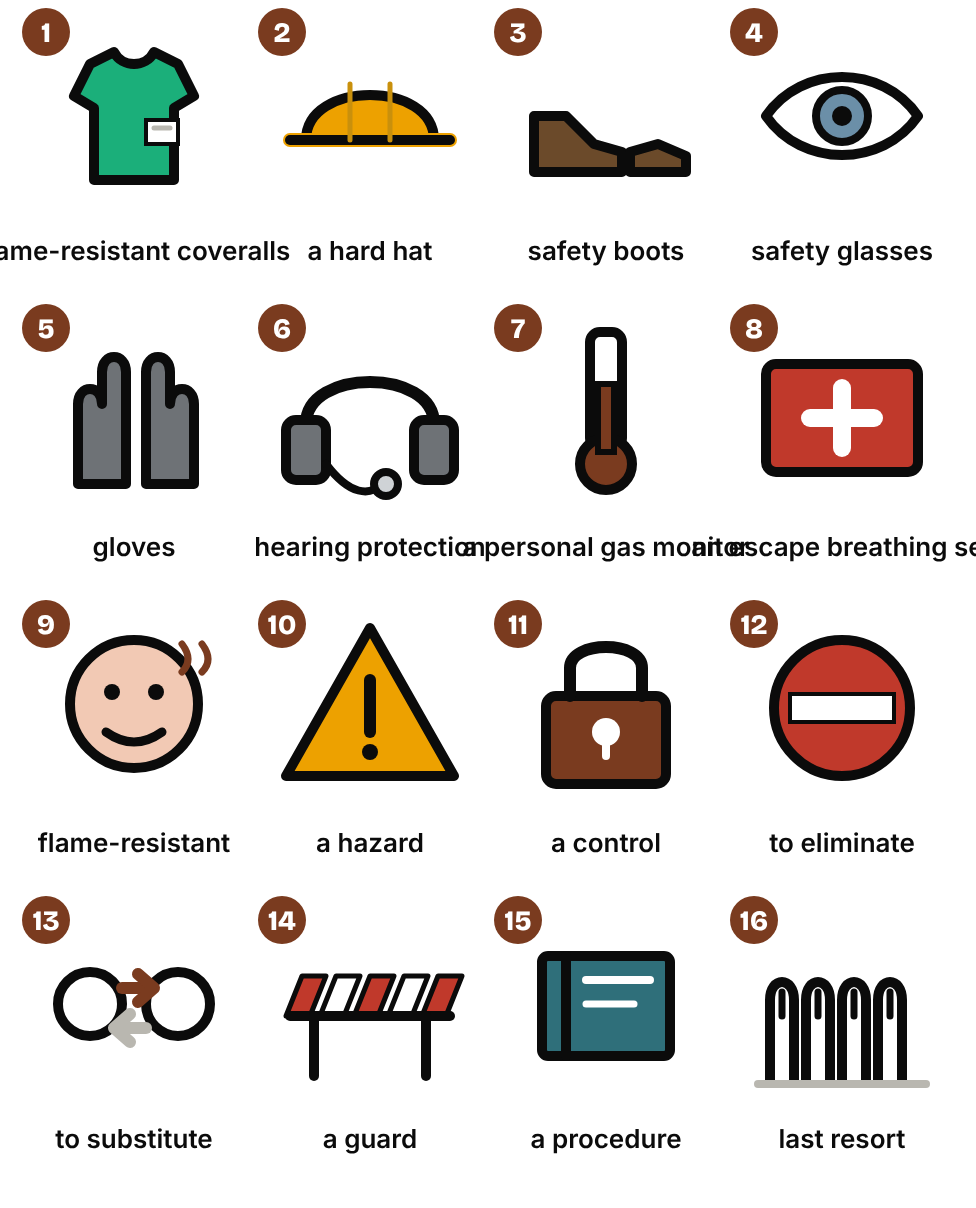 1
2
3
4
ame-resistant coveralls
a hard hat
safety boots
safety glasses
5
6
7
8
gloves
hearing protection
a personal gas monitor
an escape breathing se
9
10
11
12
flame-resistant
a hazard
a control
to eliminate
13
14
15
16
to substitute
a guard
a procedure
last resort